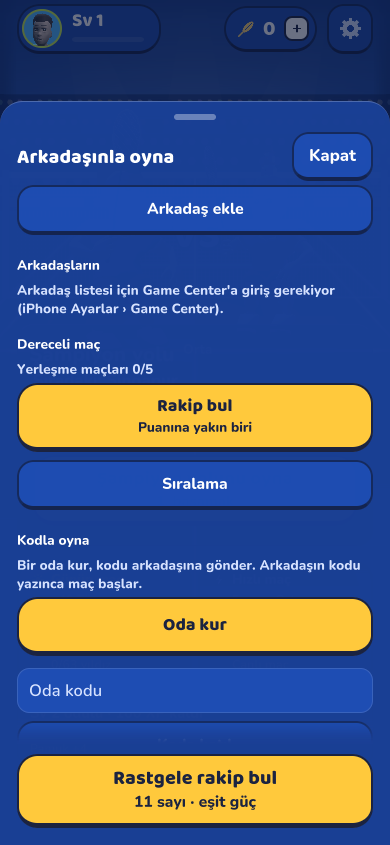 Sv 1
0
+
Arkadaşınla oyna
Kapat
Arkadaş ekle
Arkadaşların
Arkadaş listesi için Game Center'a giriş gerekiyor
(iPhone Ayarlar › Game Center).
Dereceli maç
Yerleşme maçları 0/5
Rakip bul
Puanına yakın biri
Sıralama
Kodla oyna
Bir oda kur, kodu arkadaşına gönder. Arkadaşın kodu
yazınca maç başlar.
Oda kur
Oda kodu
Rastgele rakip bul
11 sayı · eşit güç